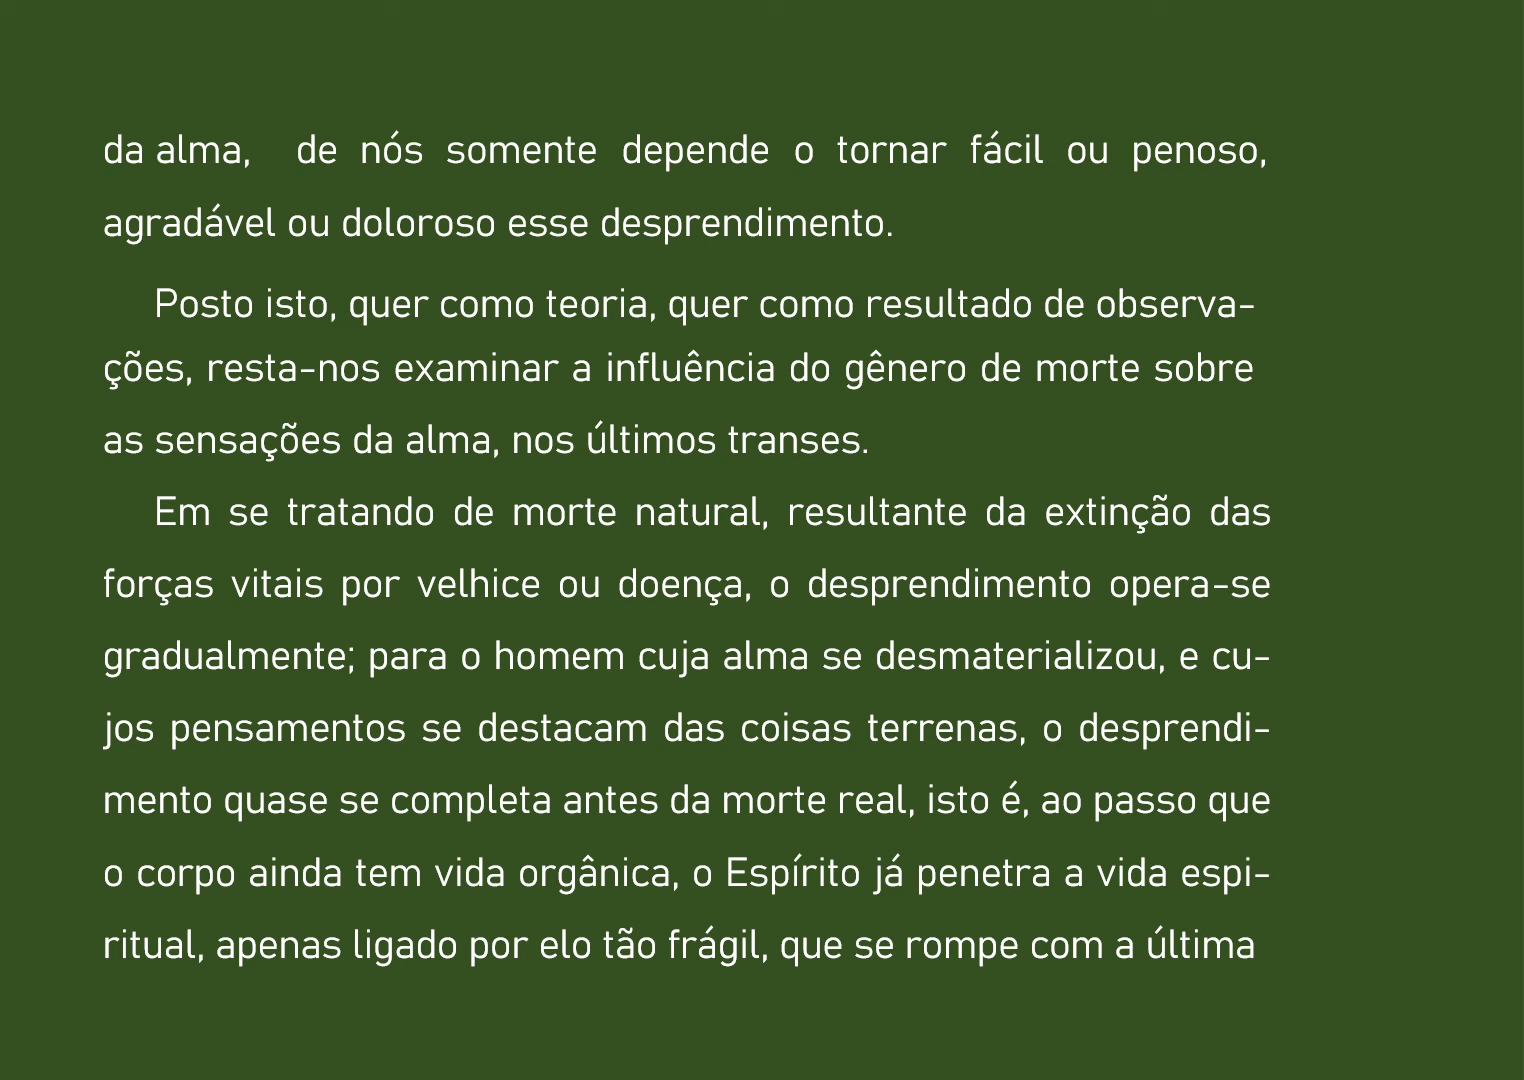 da alma, de nós somente depende o tornar fácil ou penoso,
agradável ou doloroso esse desprendimento.
Posto isto, quer como teoria, quer como resultado de observa-
ções, resta-nos examinar a influência do gênero de morte sobre
as sensações da alma, nos últimos transes.
Em se tratando de morte natural, resultante da extinção das
forças vitais por velhice ou doença, o desprendimento opera-se
gradualmente; para o homem cuja alma se desmaterializou, e cu-
jos pensamentos se destacam das coisas terrenas, o desprendi-
mento quase se completa antes da morte real, isto é, ao passo que
o corpo ainda tem vida orgânica, o Espírito já penetra a vida espi-
ritual, apenas ligado por elo tão frágil, que se rompe com a última